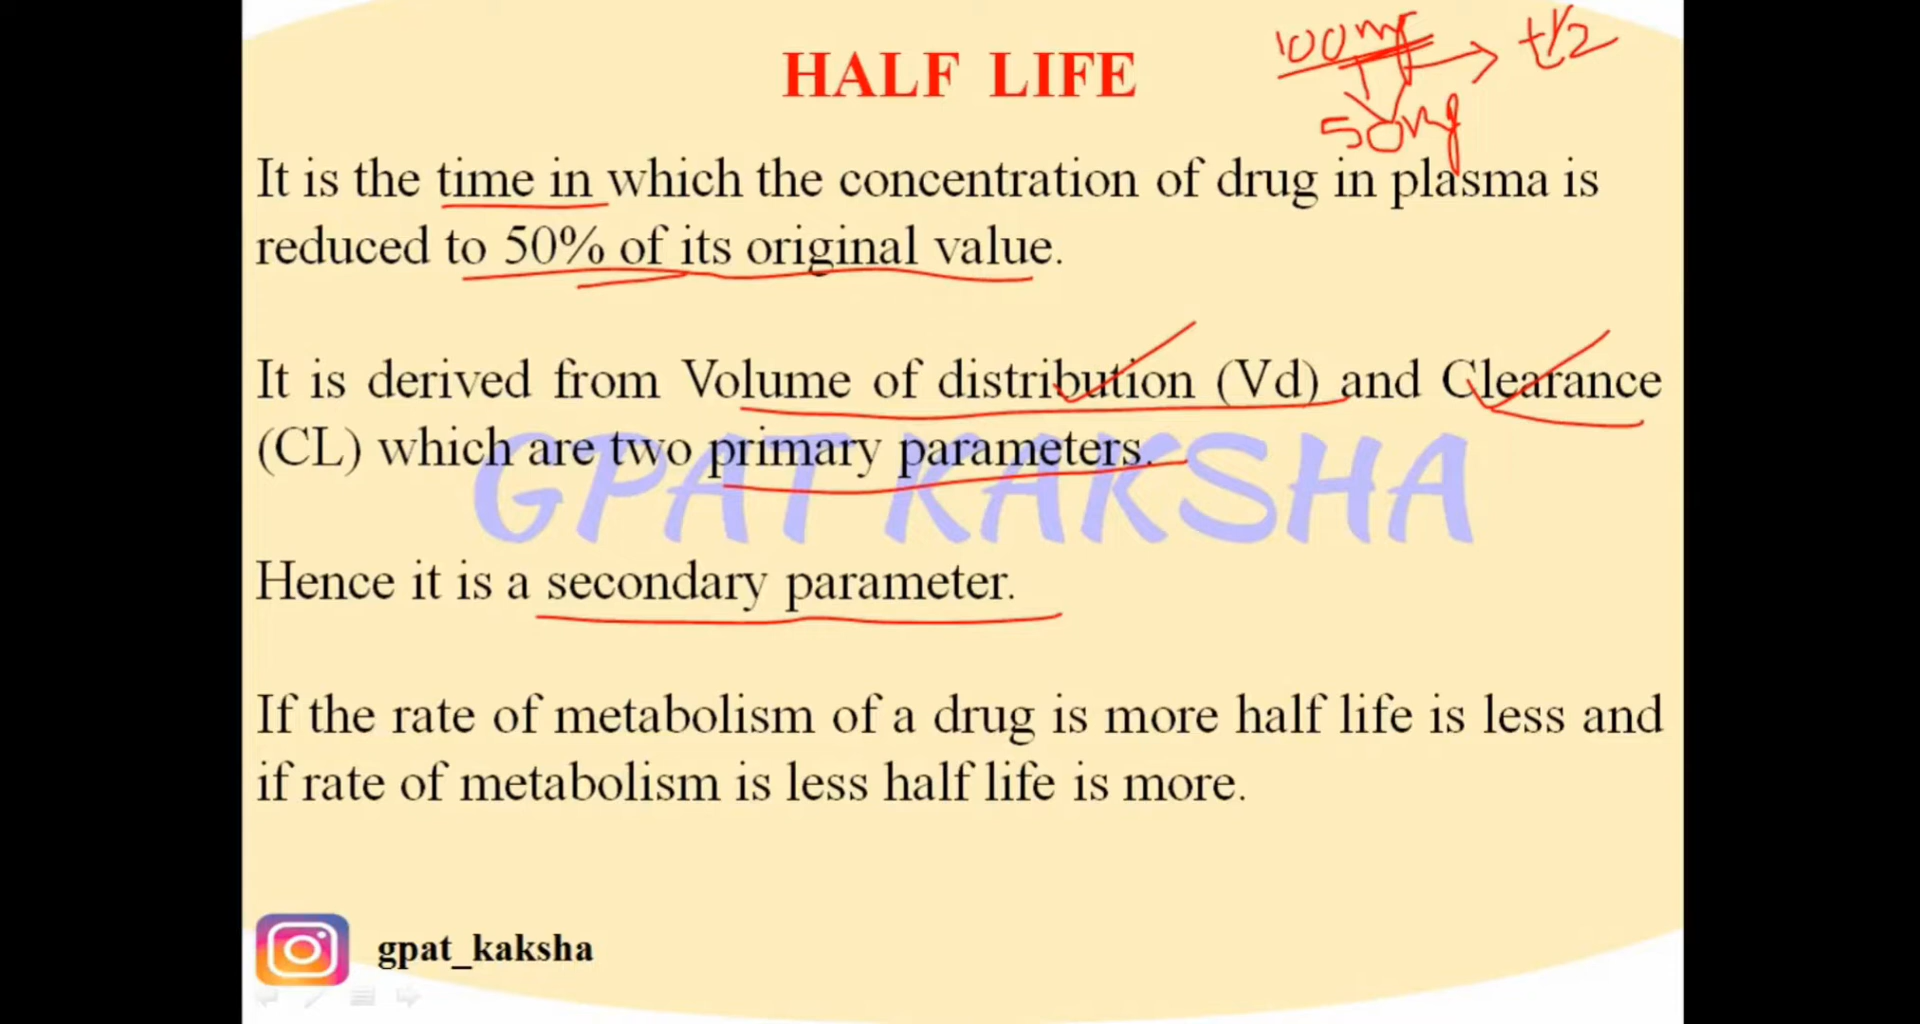 HALF LIFE
100mg → t1/2
50mg
It is the time in which the concentration of drug in plasma is
reduced to 50% of its original value.
It is derived from Volume of distribution (Vd) and Clearance
(CL) which are two primary parameters.
GPAT KAKSHA
Hence it is a secondary parameter.
If the rate of metabolism of a drug is more half life is less and
if rate of metabolism is less half life is more.
gpat_kaksha